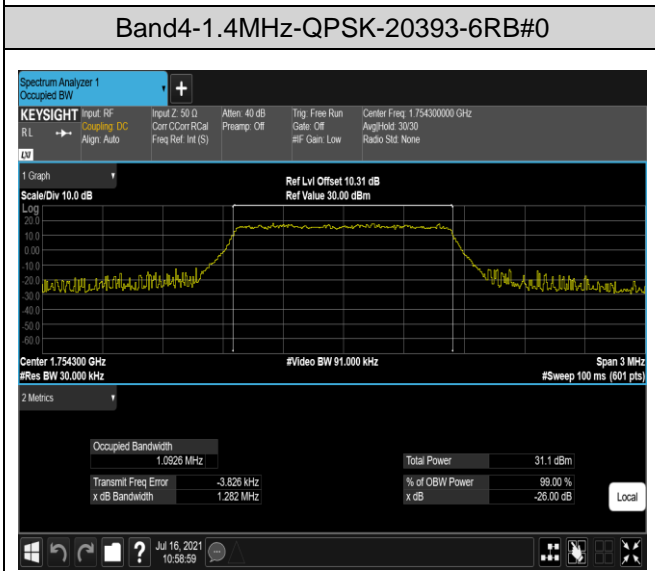 Band4-1.4MHz-QPSK-20393-6RB#0
Spectrum Analyzer 1
Occupied BW
+
KEYSIGHT Input: RF Input Z: 50 Ω Atten: 40 dB Trig: Free Run Center Freq: 1.754300000 GHz
R L Coupling: DC Corr CCorr RCal Preamp: Off Gate: Off Avg|Hold: 30/30
Align: Auto Freq Ref: Int (S) #IF Gain: Low Radio Std: None
LXI
1 Graph Ref Lvl Offset 10.31 dB
Scale/Div 10.0 dB Ref Value 30.00 dBm
Log
20.0
10.0
0.00
-10.0
-20.0
-30.0
-40.0
-50.0
-60.0
Center 1.754300 GHz #Video BW 91.000 kHz Span 3 MHz
#Res BW 30.000 kHz #Sweep 100 ms (601 pts)
2 Metrics
Occupied Bandwidth
1.0926 MHz Total Power 31.1 dBm
Transmit Freq Error -3.826 kHz % of OBW Power 99.00 %
x dB Bandwidth 1.282 MHz x dB -26.00 dB
Local
? Jul 16, 2021
10:58:59